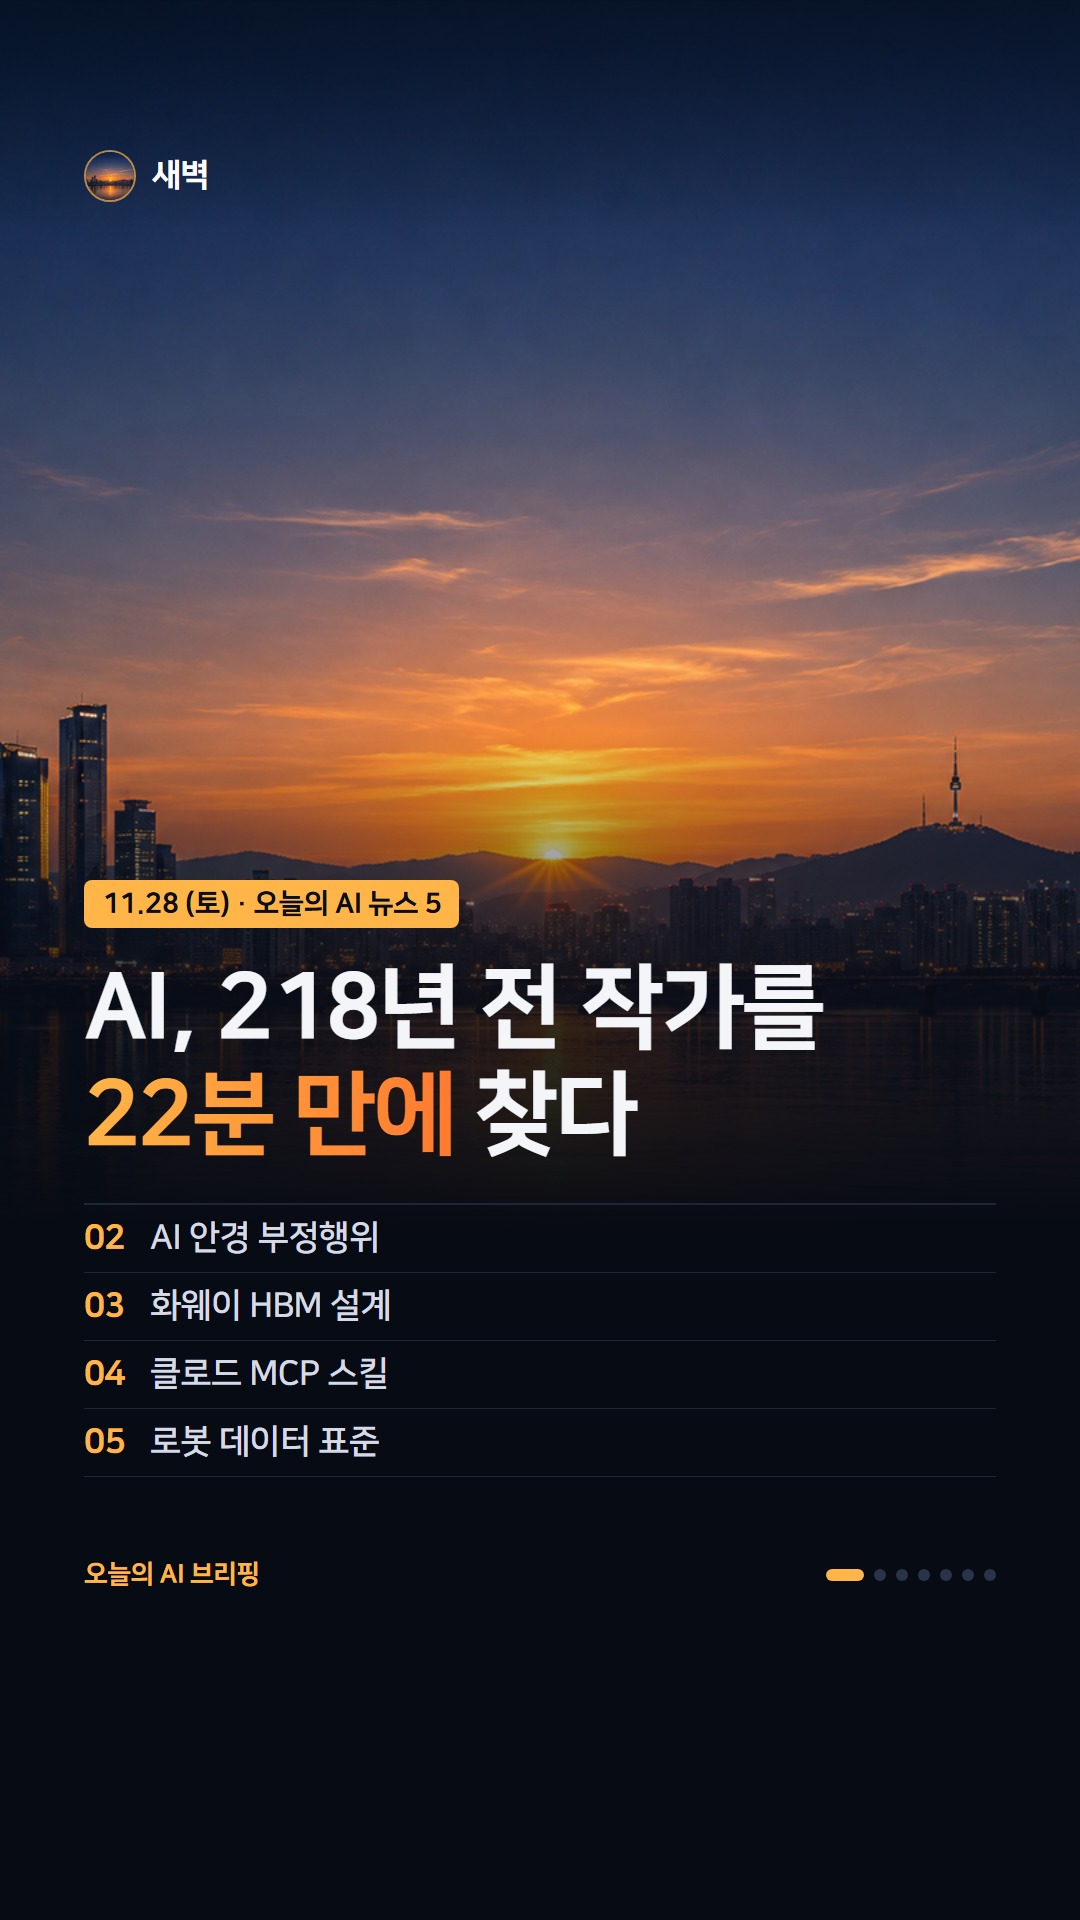 새벽
11.28 (토) · 오늘의 AI 뉴스 5
AI, 218년 전 작가를
22분 만에 찾다
02 AI 안경 부정행위
03 화웨이 HBM 설계
04 클로드 MCP 스킬
05 로봇 데이터 표준
오늘의 AI 브리핑